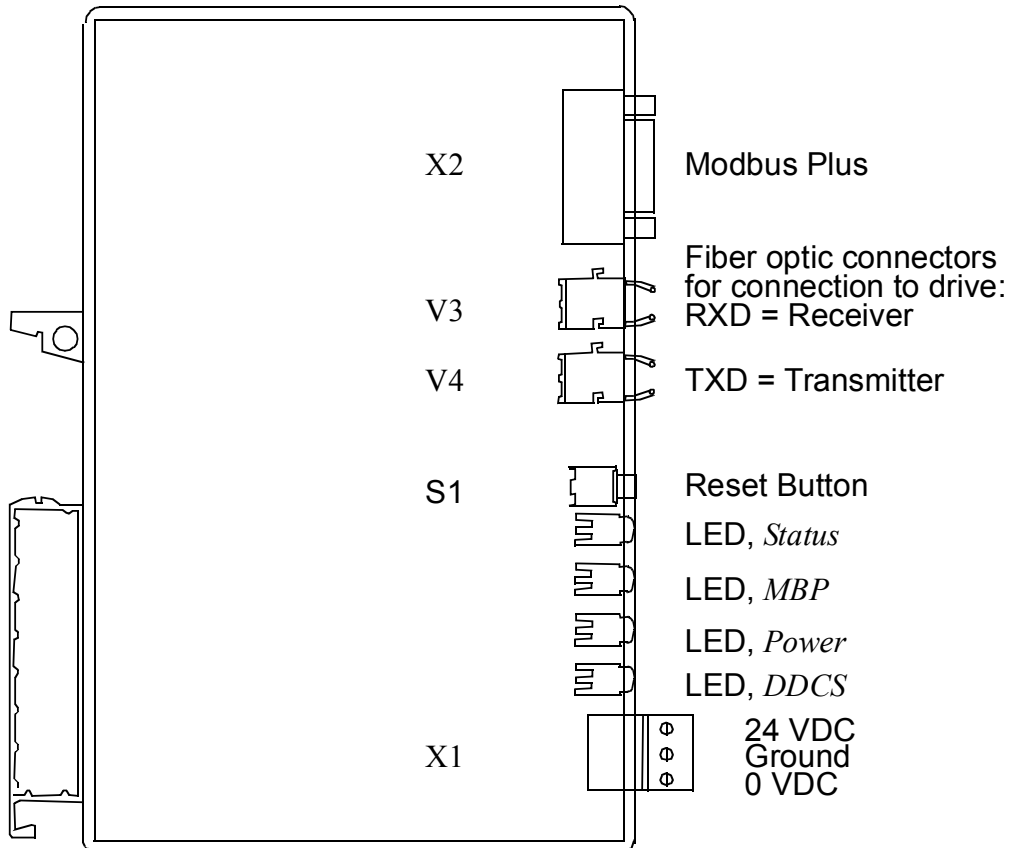 X2 Modbus Plus
Fiber optic connectors
for connection to drive:
V3 RXD = Receiver
V4 TXD = Transmitter
S1 Reset Button
LED, Status
LED, MBP
LED, Power
LED, DDCS
24 VDC
X1 Ground
0 VDC